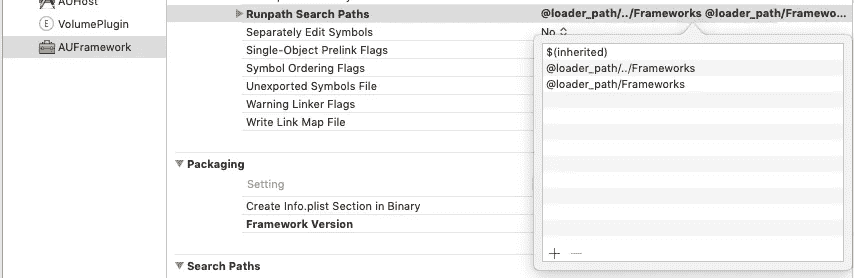 AUHost
VolumePlugin
AUFramework
Runpath Search Paths @loader_path/../Frameworks @loader_path/Framewo...
Separately Edit Symbols No
Single-Object Prelink Flags
Symbol Ordering Flags
Unexported Symbols File
Warning Linker Flags
Write Link Map File
$(inherited)
@loader_path/../Frameworks
@loader_path/Frameworks
Packaging
Setting
Create Info.plist Section in Binary
Framework Version
Search Paths